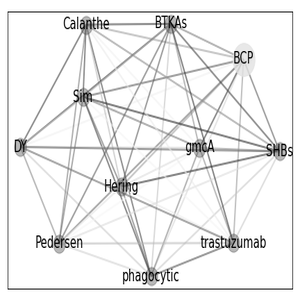 Calanthe
BTKAs
BCP
Sim
DY
gmcA
SHBs
Hering
Pedersen
trastuzumab
phagocytic